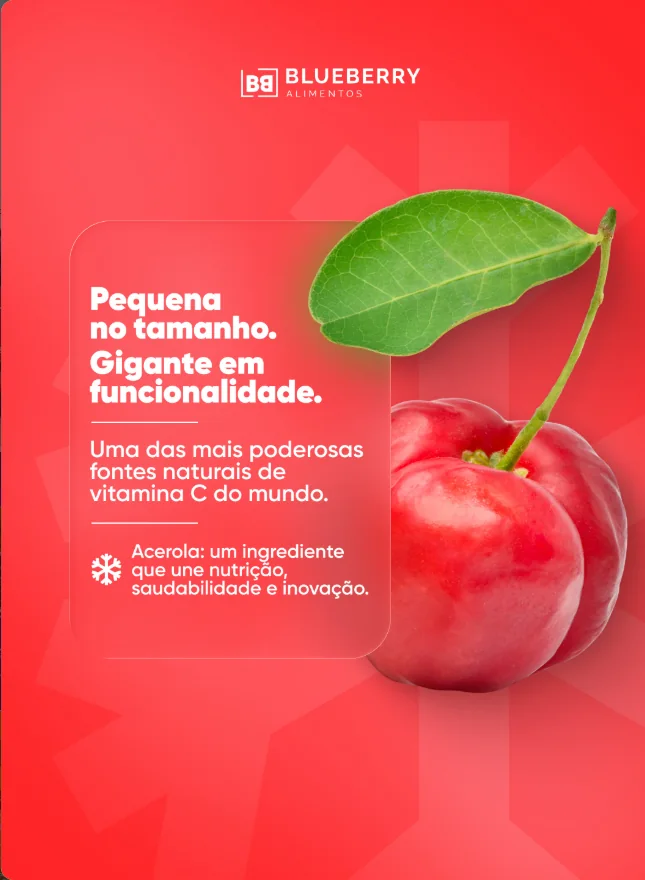 BB BLUEBERRY
ALIMENTOS
Pequena
no tamanho.
Gigante em
funcionalidade.
Uma das mais poderosas
fontes naturais de
vitamina C do mundo.
Acerola: um ingrediente
que une nutrição,
saudabilidade e inovação.